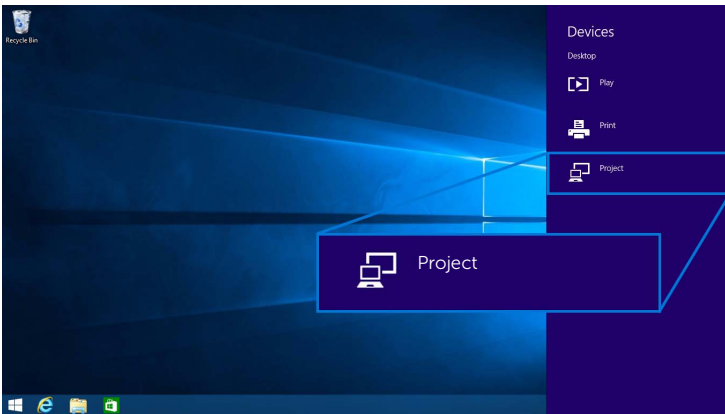 Recycle Bin
Devices
Desktop
Play
Print
Project
Project